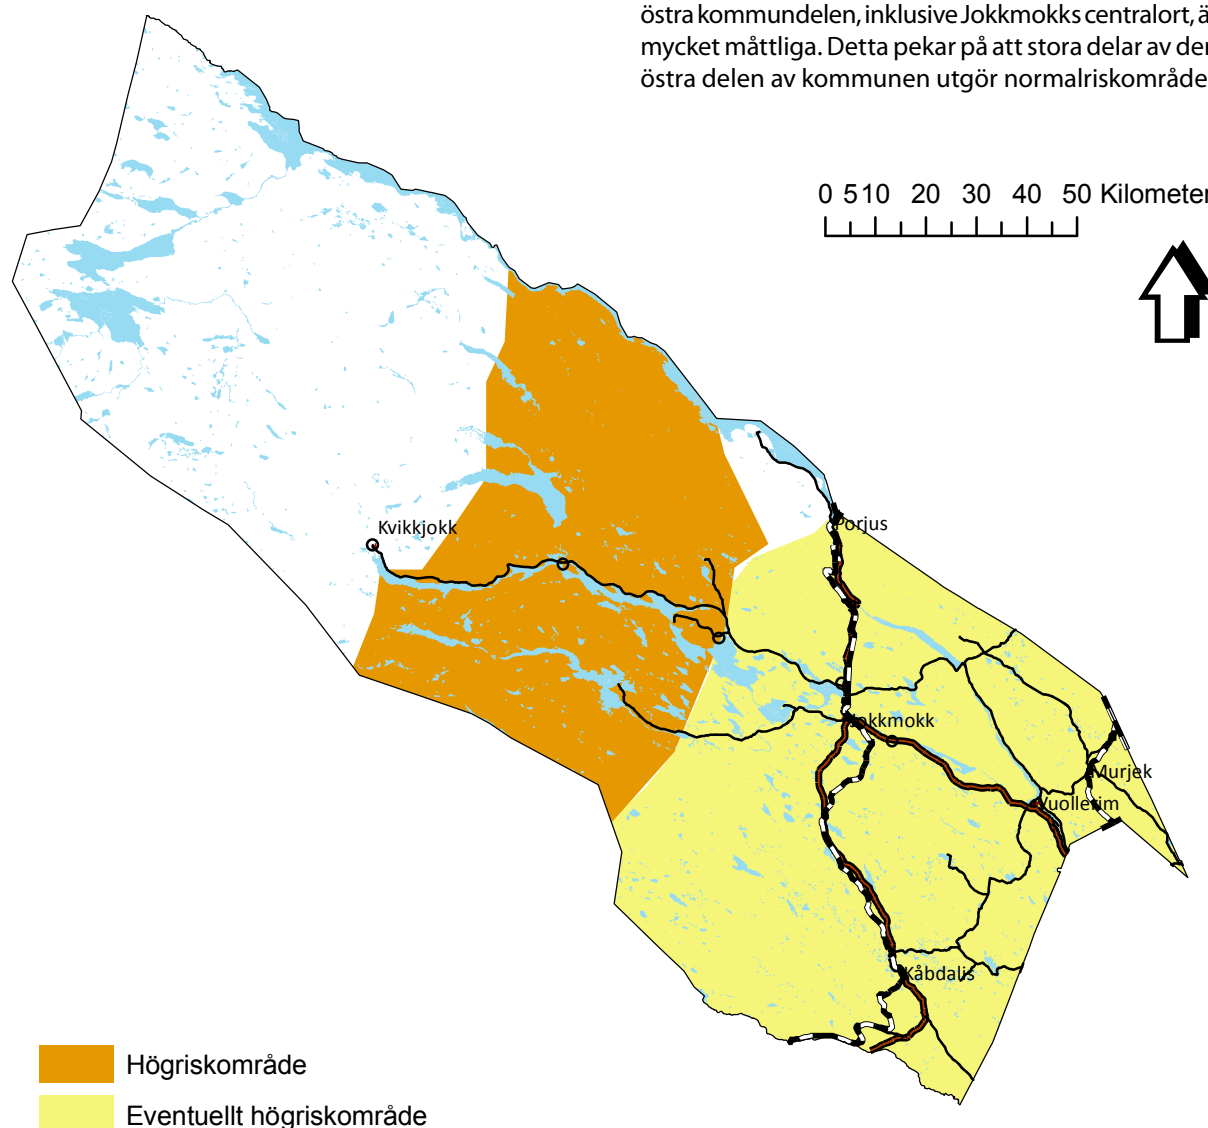 östra kommundelen, inklusive Jokkmokks centralort, ä
mycket måttliga. Detta pekar på att stora delar av der
östra delen av kommunen utgör normalriskområde
0 5 10 20 30 40 50 Kilometer
Kvikkjokk
Porjus
Jokkmokk
Murjek
Vuollerim
Kåbdalis
Högriskområde
Eventuellt högriskområde